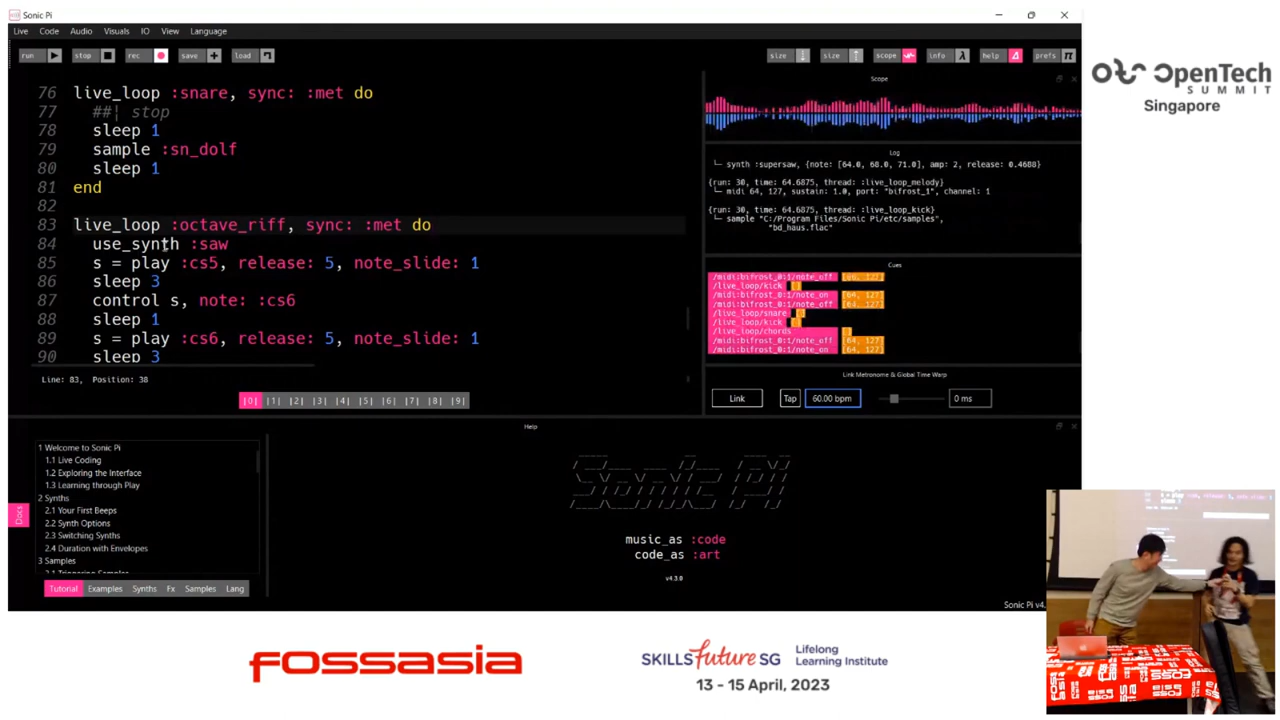 Sonic Pi
Live Code Audio Visuals IO View Language
run stop rec save load size size scope info help prefs
76 live_loop :snare, sync: :met do
77 ##| stop
78 sleep 1
79 sample :sn_dolf
80 sleep 1
81 end
82
83 live_loop :octave_riff, sync: :met do
84 use_synth :saw
85 s = play :cs5, release: 5, note_slide: 1
86 sleep 3
87 control s, note: :cs6
88 sleep 1
89 s = play :cs6, release: 5, note_slide: 1
90 sleep 3
Line: 83, Position: 38
|0| |1| |2| |3| |4| |5| |6| |7| |8| |9|
Scope
Log
└─ synth :supersaw, {note: [64.0, 68.0, 71.0], amp: 2, release: 0.4688}
{run: 30, time: 64.6875, thread: :live_loop_melody}
└─ midi 64, 127, sustain: 1.0, port: "bifrost_1", channel: 1
{run: 30, time: 64.6875, thread: :live_loop_kick}
└─ sample "C:/Program Files/Sonic Pi/etc/samples",
"bd_haus.flac"
Cues
/midi:bifrost_0:1/note_off [60, 127]
/live_loop/kick []
/midi:bifrost_0:1/note_on [64, 127]
/midi:bifrost_0:1/note_off [64, 127]
/live_loop/snare []
/live_loop/kick []
/live_loop/chords []
/midi:bifrost_0:1/note_off [64, 127]
/midi:bifrost_0:1/note_on [64, 127]
Link Metronome & Global Time Warp
Link Tap 60.00 bpm 0 ms
Help
Docs
1 Welcome to Sonic Pi
1.1 Live Coding
1.2 Exploring the Interface
1.3 Learning through Play
2 Synths
2.1 Your First Beeps
2.2 Synth Options
2.3 Switching Synths
2.4 Duration with Envelopes
3 Samples
3.1 Triggering Samples
Tutorial Examples Synths Fx Samples Lang
Sonic Pi
music_as :code
code_as :art
v4.3.0
Sonic Pi v4.
OpenTech
SUMMIT
Singapore
FOSSASIA
SKILLS future SG
Lifelong
Learning Institute
13 - 15 April, 2023